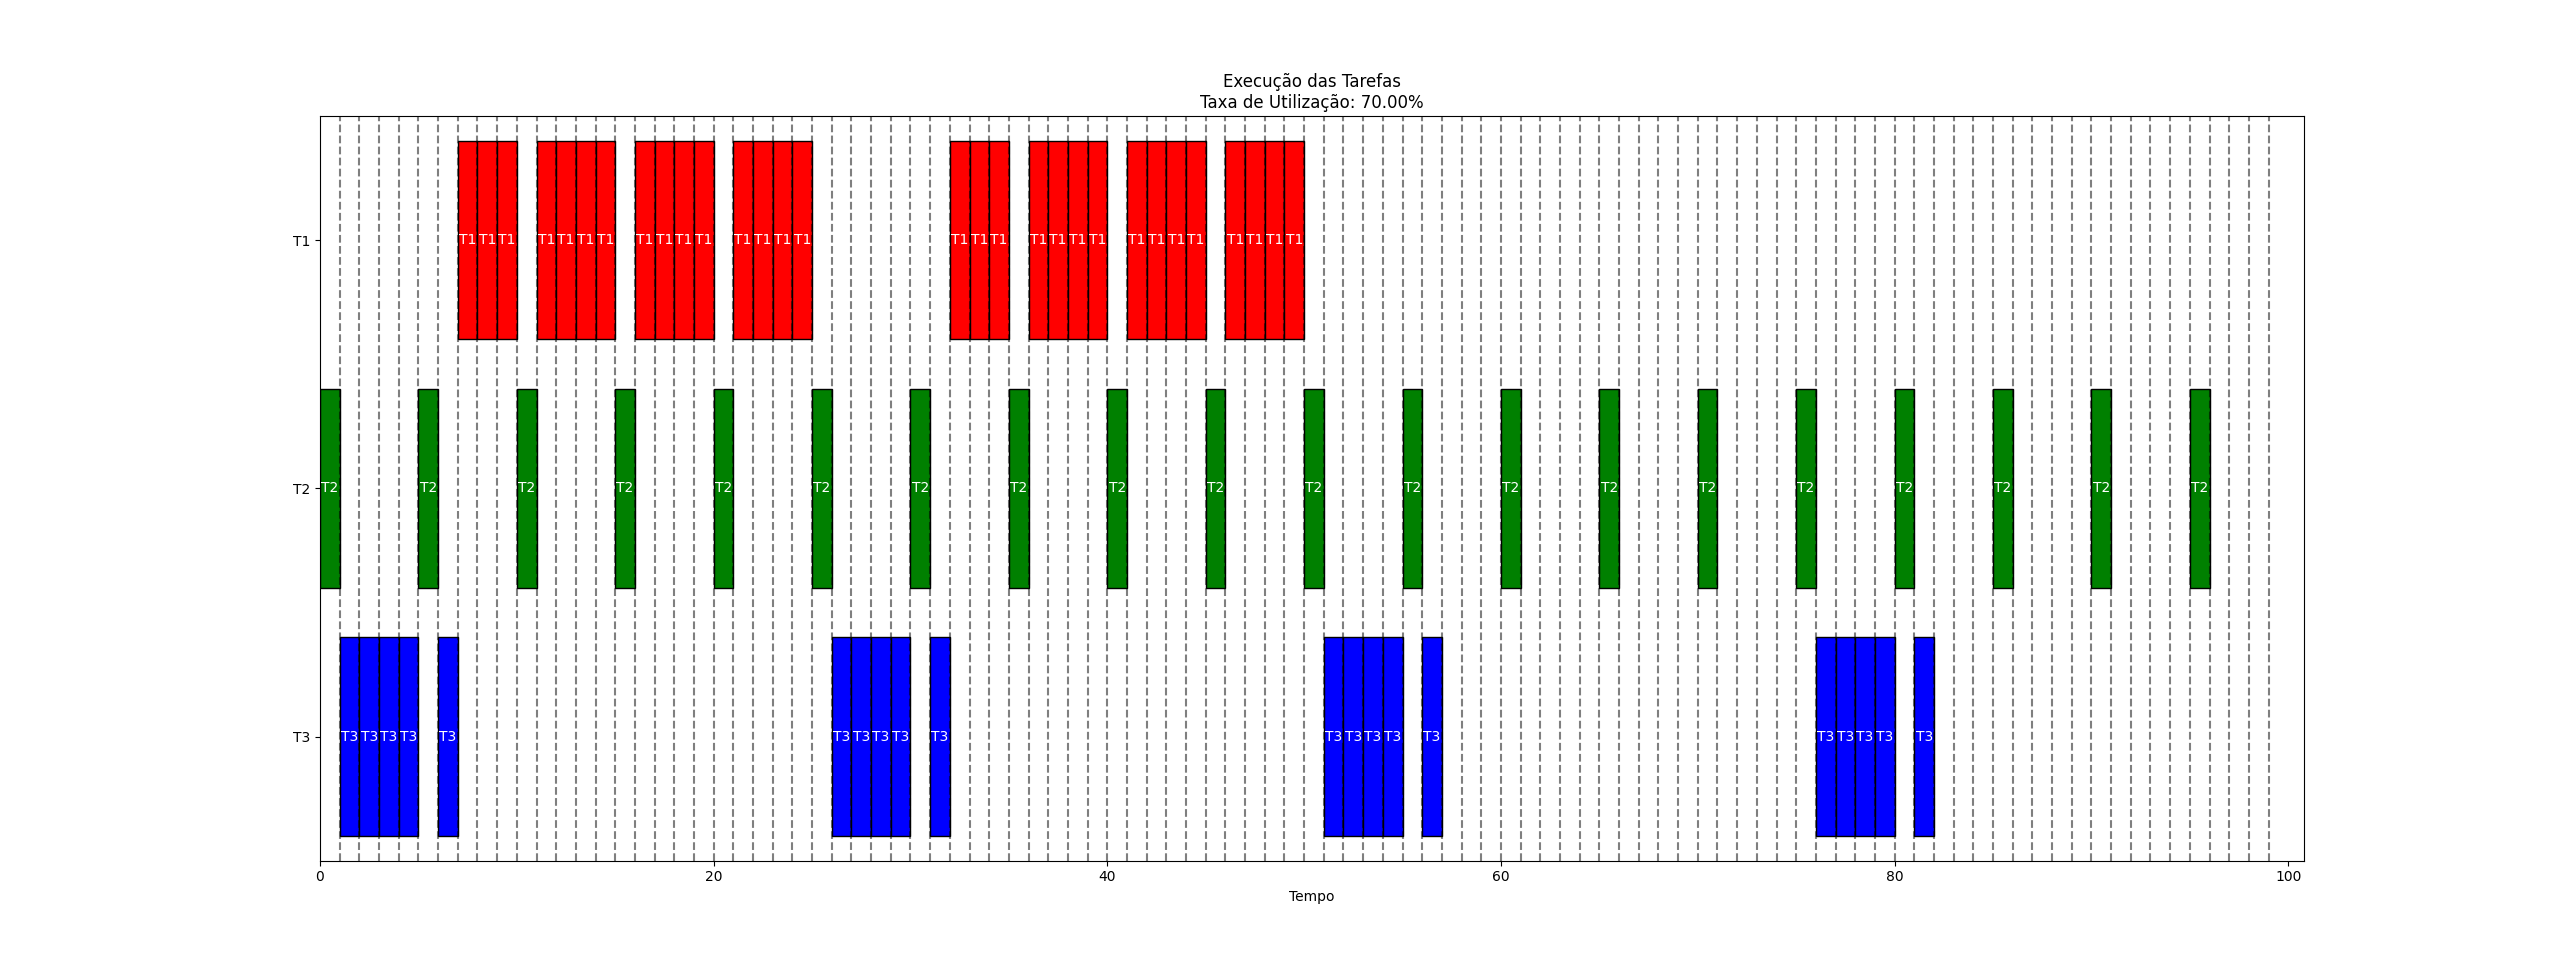 Execução das Tarefas
Taxa de Utilização: 70.00%
T1 T1 T1 T1 T1 T1 T1 T1 T1 T1 T1 T1 T1 T1 T1 T1 T1 T1 T1 T1 T1 T1 T1 T1 T1 T1 T1 T1 T1 T1 T1
T2 T2 T2 T2 T2 T2 T2 T2 T2 T2 T2 T2 T2 T2 T2 T2 T2 T2 T2 T2 T2
T3 T3 T3 T3 T3 T3 T3 T3 T3 T3 T3 T3 T3 T3 T3 T3 T3 T3 T3 T3 T3
0 20 40 60 80 100
Tempo